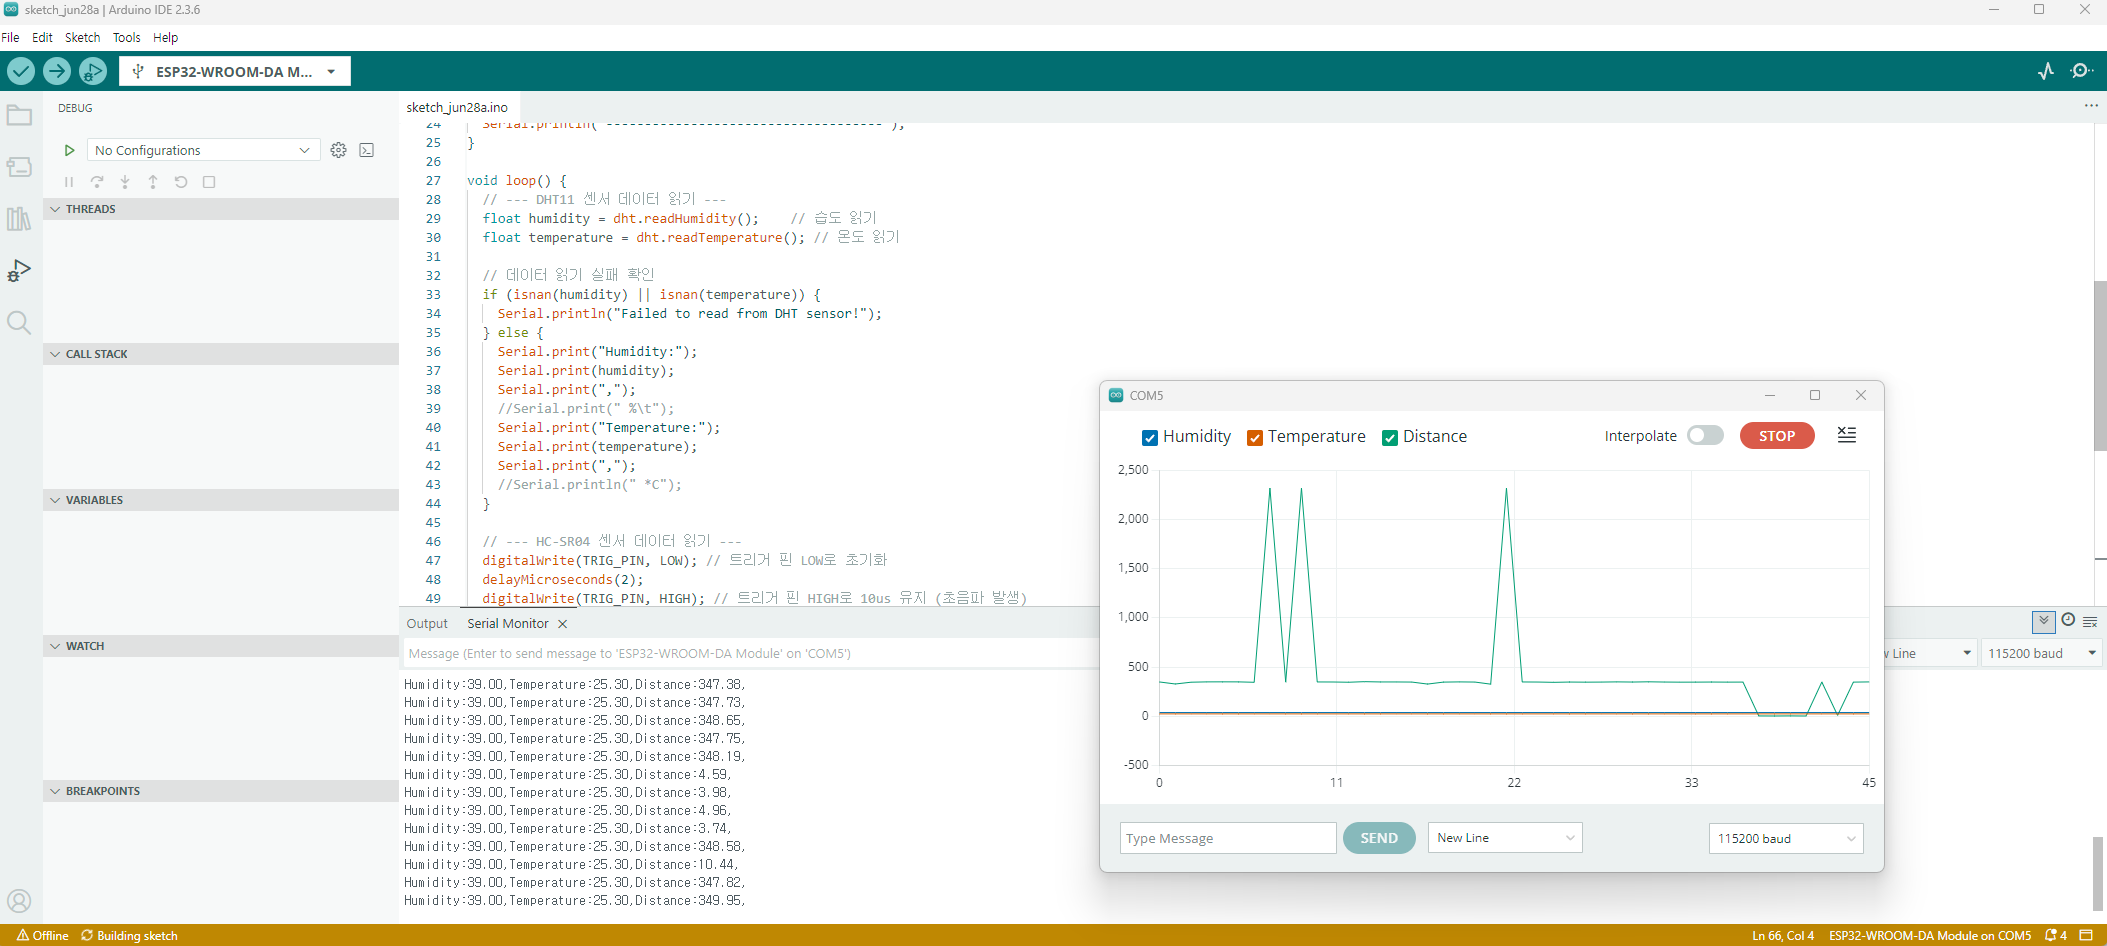 sketch_jun28a | Arduino IDE 2.3.6
File Edit Sketch Tools Help
ESP32-WROOM-DA M...
DEBUG
No Configurations
THREADS
CALL STACK
VARIABLES
WATCH
BREAKPOINTS
sketch_jun28a.ino
24 Serial.println("------------------------------------");
25 }
26
27 void loop() {
28 // --- DHT11 센서 데이터 읽기 ---
29 float humidity = dht.readHumidity(); // 습도 읽기
30 float temperature = dht.readTemperature(); // 온도 읽기
31
32 // 데이터 읽기 실패 확인
33 if (isnan(humidity) || isnan(temperature)) {
34 Serial.println("Failed to read from DHT sensor!");
35 } else {
36 Serial.print("Humidity:");
37 Serial.print(humidity);
38 Serial.print(",");
39 //Serial.print(" %\t");
40 Serial.print("Temperature:");
41 Serial.print(temperature);
42 Serial.print(",");
43 //Serial.println(" *C");
44 }
45
46 // --- HC-SR04 센서 데이터 읽기 ---
47 digitalWrite(TRIG_PIN, LOW); // 트리거 핀 LOW로 초기화
48 delayMicroseconds(2);
49 digitalWrite(TRIG_PIN, HIGH); // 트리거 핀 HIGH로 10us 유지 (초음파 발생)
Output Serial Monitor
Message (Enter to send message to 'ESP32-WROOM-DA Module' on 'COM5')
w Line 115200 baud
Humidity:39.00,Temperature:25.30,Distance:347.38,
Humidity:39.00,Temperature:25.30,Distance:347.73,
Humidity:39.00,Temperature:25.30,Distance:348.65,
Humidity:39.00,Temperature:25.30,Distance:347.75,
Humidity:39.00,Temperature:25.30,Distance:348.19,
Humidity:39.00,Temperature:25.30,Distance:4.59,
Humidity:39.00,Temperature:25.30,Distance:3.98,
Humidity:39.00,Temperature:25.30,Distance:4.96,
Humidity:39.00,Temperature:25.30,Distance:3.74,
Humidity:39.00,Temperature:25.30,Distance:348.58,
Humidity:39.00,Temperature:25.30,Distance:10.44,
Humidity:39.00,Temperature:25.30,Distance:347.82,
Humidity:39.00,Temperature:25.30,Distance:349.95,
COM5
Humidity Temperature Distance Interpolate STOP
2,500
2,000
1,500
1,000
500
0
-500
0 11 22 33 45
Type Message SEND New Line 115200 baud
Offline Building sketch Ln 66, Col 4 ESP32-WROOM-DA Module on COM5 4